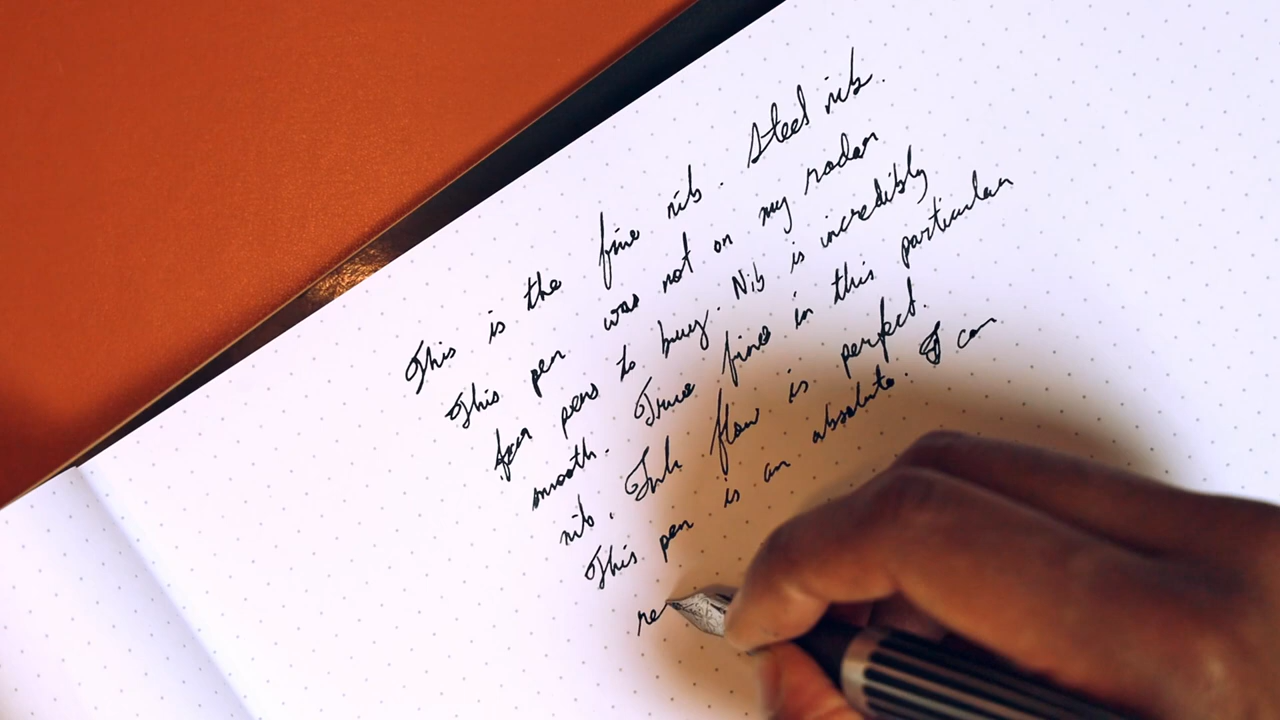 This is the fine nib. Steel nib.
This pen was not on my radar
for pens to buy. Nib is incredibly
smooth. True fine in this particular
nib. Ink flow is perfect.
This pen is an absolute. I can
re